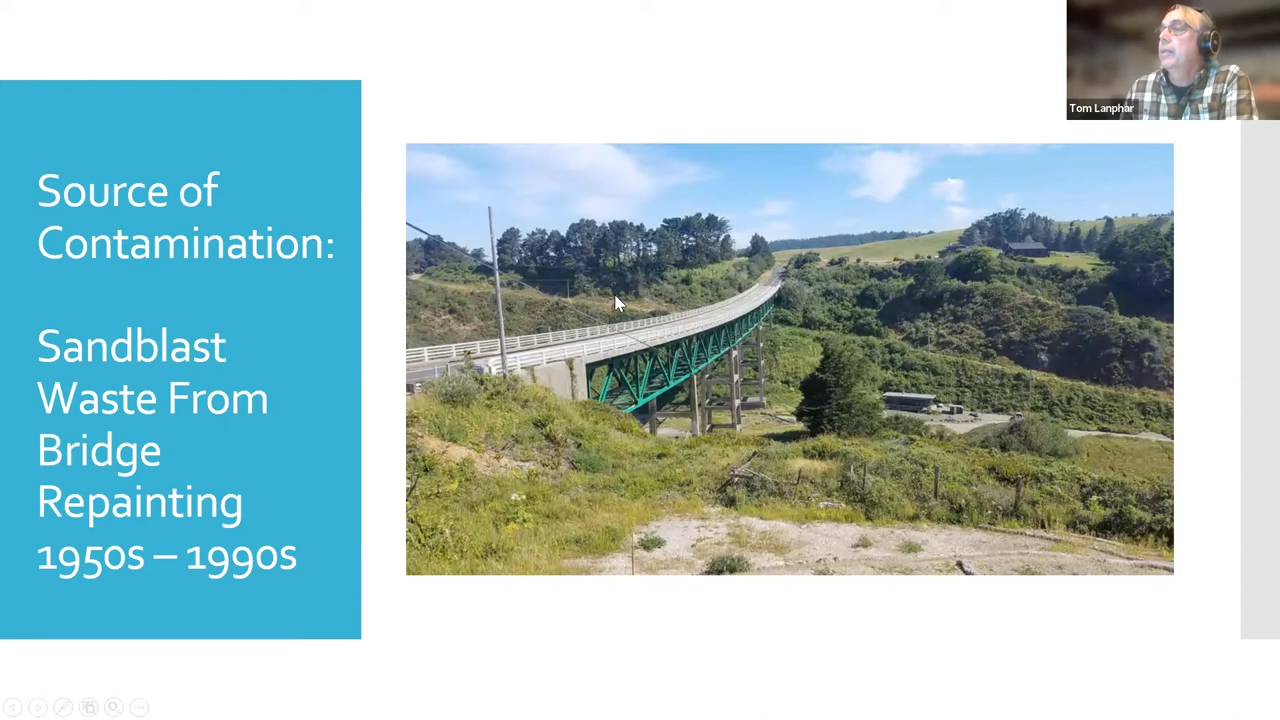 Source of
Contamination:
Sandblast
Waste From
Bridge
Repainting
1950s – 1990s
Tom Lanphar